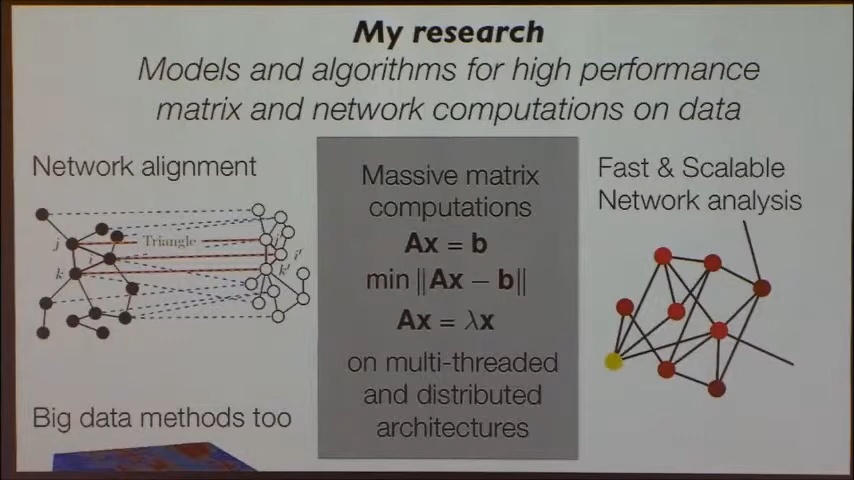 My research
Models and algorithms for high performance
matrix and network computations on data
Network alignment
j
Triangle
i
k
i'
k'
Massive matrix
computations
Ax = b
min ||Ax − b||
Ax = λx
on multi-threaded
and distributed
architectures
Fast & Scalable
Network analysis
Big data methods too